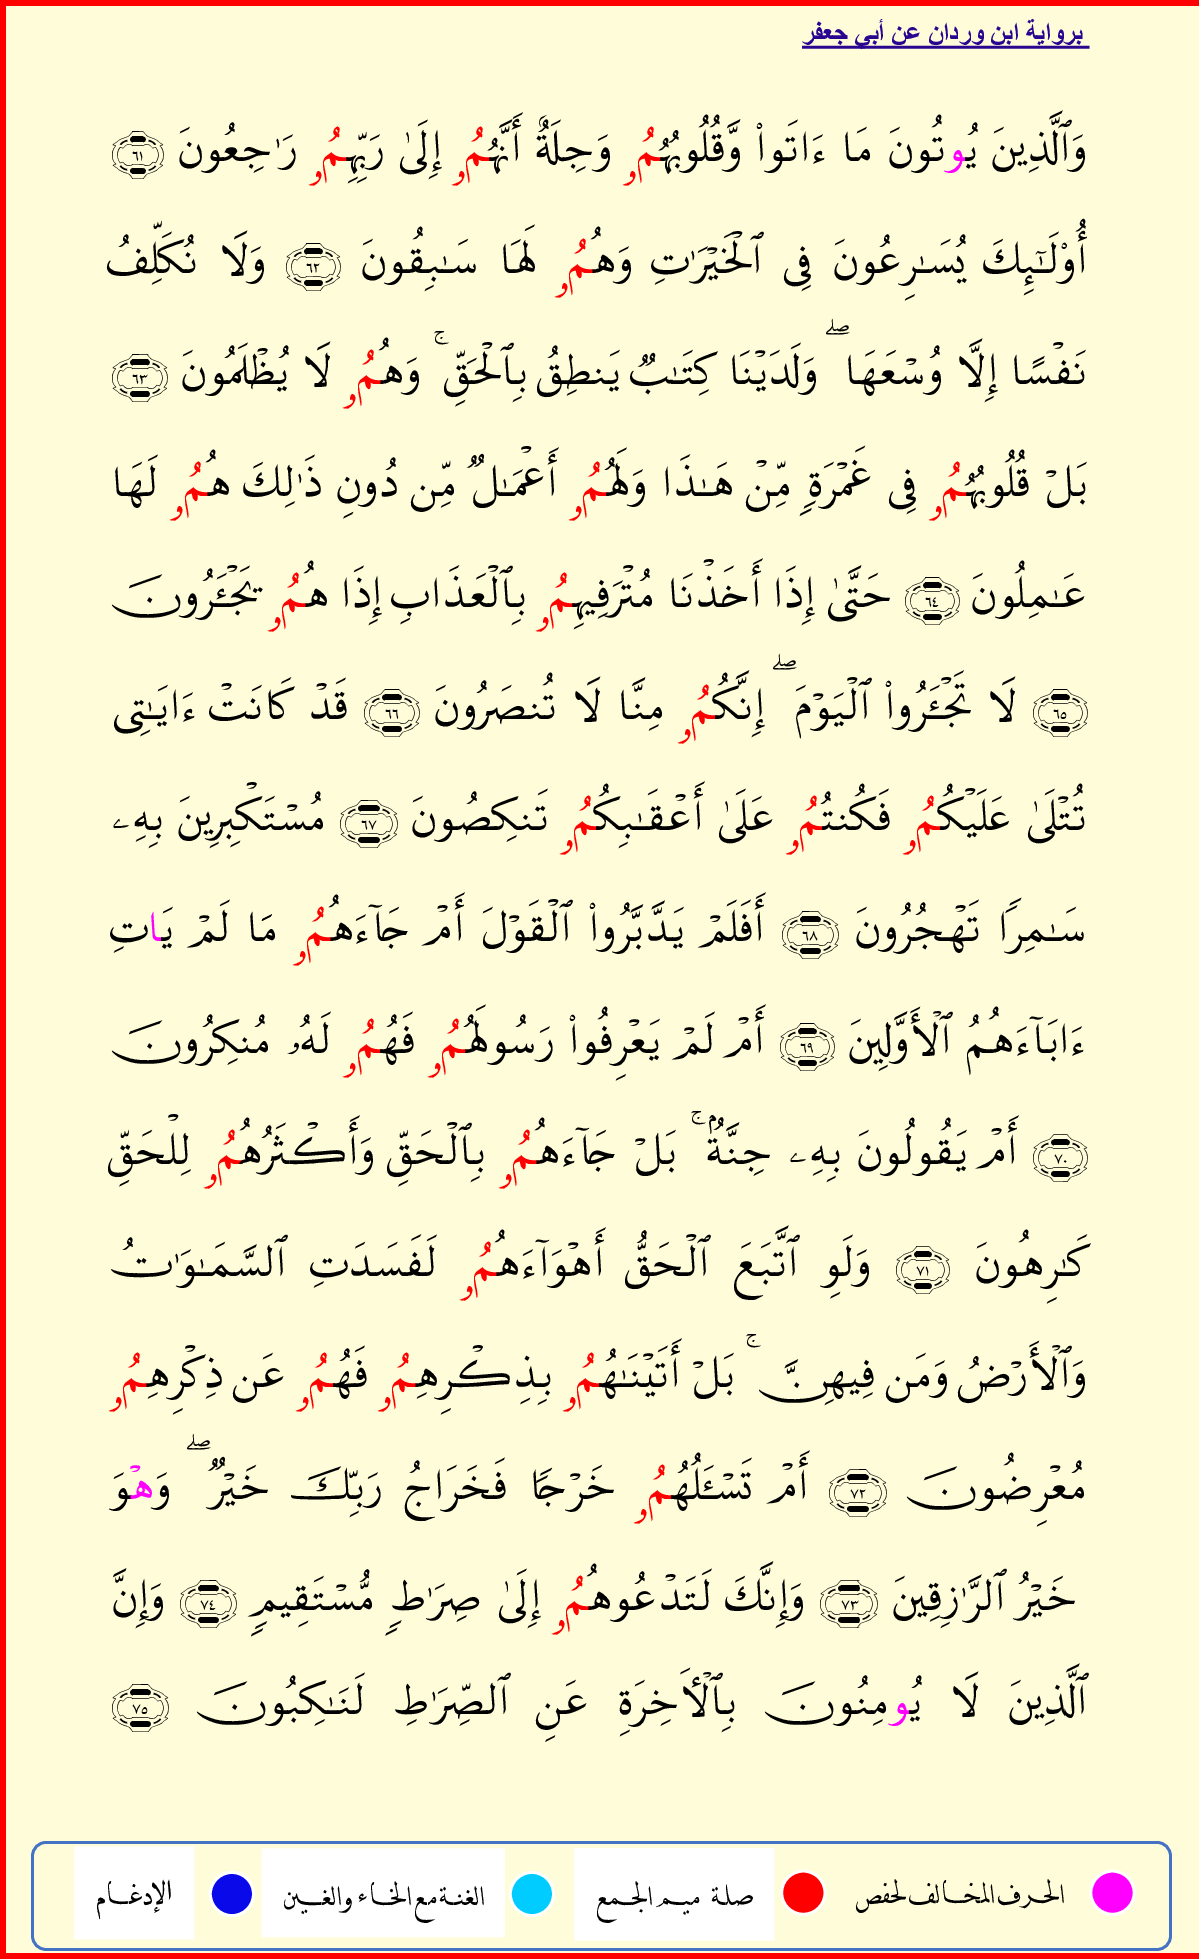 برواية ابن وردان عن أبي جعفر
وَٱلَّذِينَ يُوتُونَ مَا ءَاتَواْ وَّقُلُوبُهُمُو وَجِلَةٌ أَنَّهُمُو إِلَىٰ رَبِّهِمُو رَٰجِعُونَ ٦١
أُوْلَـٰٓئِكَ يُسَـٰرِعُونَ فِى ٱلْخَيْرَٰتِ وَهُمُو لَهَا سَـٰبِقُونَ ٦٢ وَلَا نُكَلِّفُ
نَفْسًا إِلَّا وُسْعَهَا ۖ وَلَدَيْنَا كِتَـٰبٌ يَنطِقُ بِٱلْحَقِّ ۚ وَهُمُو لَا يُظْلَمُونَ ٦٣
بَلْ قُلُوبُهُمُو فِى غَمْرَةٍ مِّنْ هَـٰذَا وَلَهُمُو أَعْمَـٰلٌ مِّن دُونِ ذَٰلِكَ هُمُو لَهَا
عَـٰمِلُونَ ٦٤ حَتَّىٰ إِذَا أَخَذْنَا مُتْرَفِيهِمُو بِٱلْعَذَابِ إِذَا هُمُو يَجْـَٔرُونَ
٦٥ لَا تَجْـَٔرُواْ ٱلْيَوْمَ ۖ إِنَّكُمُو مِنَّا لَا تُنصَرُونَ ٦٦ قَدْ كَانَتْ ءَايَـٰتِى
تُتْلَىٰ عَلَيْكُمُو فَكُنتُمُو عَلَىٰ أَعْقَـٰبِكُمُو تَنكِصُونَ ٦٧ مُسْتَكْبِرِينَ بِهِۦ
سَـٰمِرًا تَهْجُرُونَ ٦٨ أَفَلَمْ يَدَّبَّرُواْ ٱلْقَوْلَ أَمْ جَآءَهُمُو مَا لَمْ يَاتِ
ءَابَآءَهُمُ ٱلْأَوَّلِينَ ٦٩ أَمْ لَمْ يَعْرِفُواْ رَسُولَهُمُو فَهُمُو لَهُۥ مُنكِرُونَ
٧٠ أَمْ يَقُولُونَ بِهِۦ جِنَّةٌۢ ۚ بَلْ جَآءَهُمُو بِٱلْحَقِّ وَأَكْثَرُهُمُو لِلْحَقِّ
كَـٰرِهُونَ ٧١ وَلَوِ ٱتَّبَعَ ٱلْحَقُّ أَهْوَآءَهُمُو لَفَسَدَتِ ٱلسَّمَـٰوَٰتُ
وَٱلْأَرْضُ وَمَن فِيهِنَّ ۚ بَلْ أَتَيْنَـٰهُمُو بِذِكْرِهِمُو فَهُمُو عَن ذِكْرِهِمُو
مُعْرِضُونَ ٧٢ أَمْ تَسْـَٔلُهُمُو خَرْجًا فَخَرَاجُ رَبِّكَ خَيْرٌ ۖ وَهْوَ
خَيْرُ ٱلرَّٰزِقِينَ ٧٣ وَإِنَّكَ لَتَدْعُوهُمُو إِلَىٰ صِرَٰطٍ مُّسْتَقِيمٍ ٧٤ وَإِنَّ
ٱلَّذِينَ لَا يُومِنُونَ بِٱلْأَخِرَةِ عَنِ ٱلصِّرَٰطِ لَنَـٰكِبُونَ ٧٥
الحرف المخالف لحفص صلة ميم الجمع الغنة مع الخاء والغين الإدغام